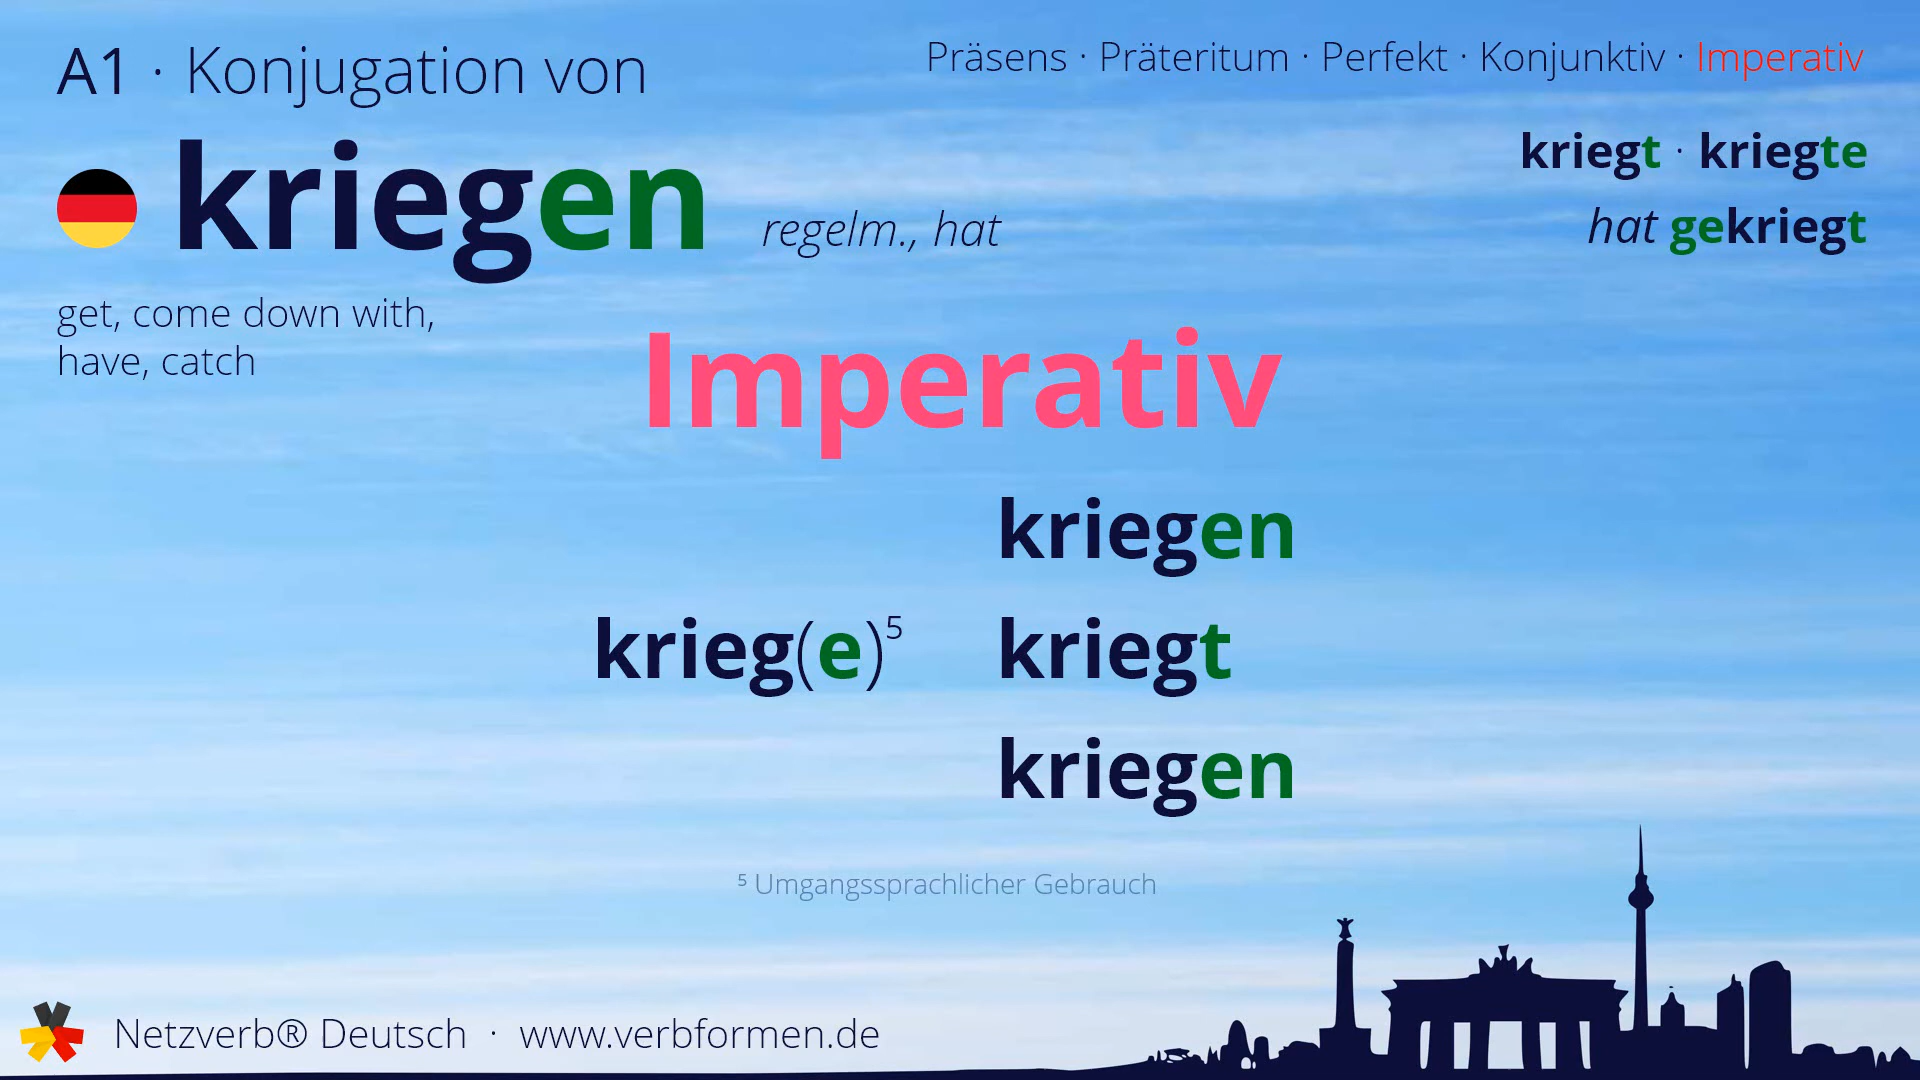 A1 · Konjugation von
Präsens · Präteritum · Perfekt · Konjunktiv · Imperativ
kriegen regelm., hat
kriegt · kriegte
hat gekriegt
get, come down with,
have, catch
Imperativ
kriegen
krieg(e)⁵ kriegt
kriegen
⁵ Umgangssprachlicher Gebrauch
Netzverb® Deutsch · www.verbformen.de